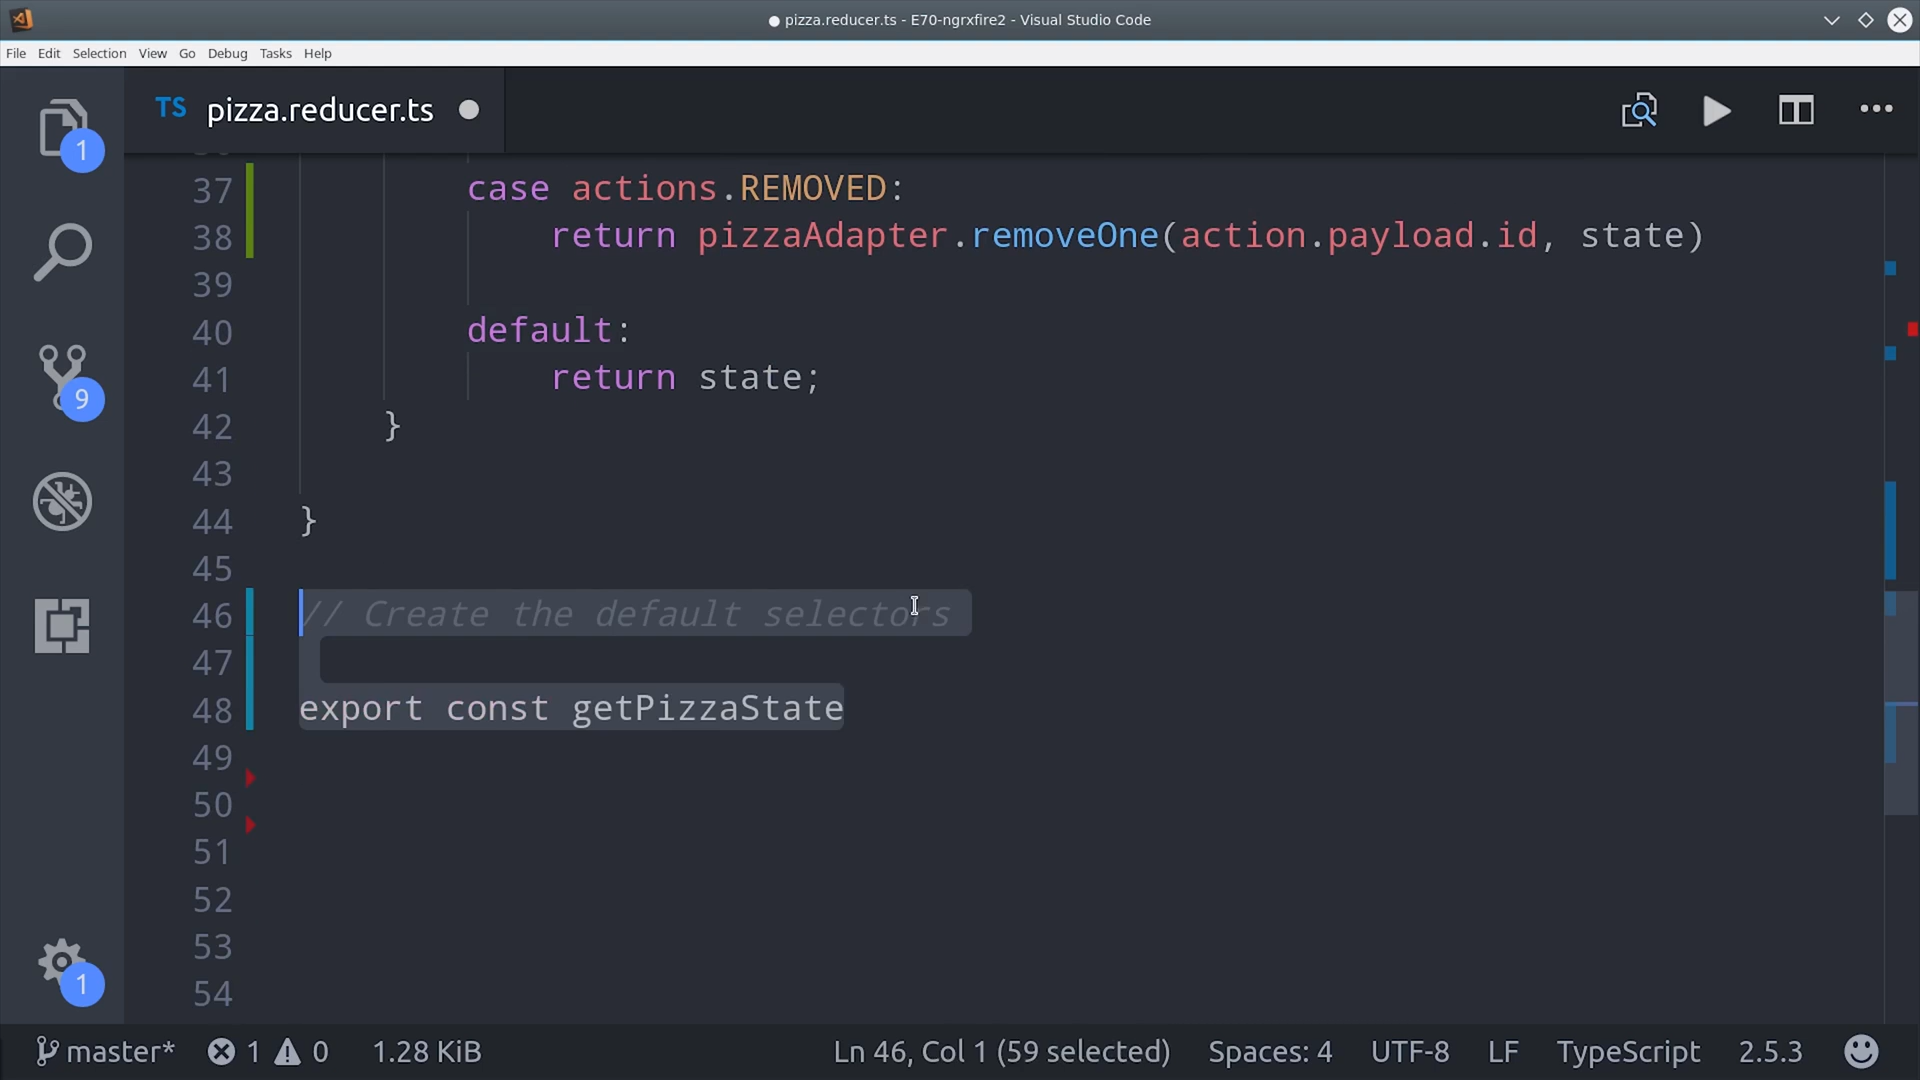 pizza.reducer.ts - E70-ngrxfire2 - Visual Studio Code
File Edit Selection View Go Debug Tasks Help
TS pizza.reducer.ts
1
37 case actions.REMOVED:
38 return pizzaAdapter.removeOne(action.payload.id, state)
39
40 default:
41 return state;
42 }
9
43
44 }
45
46 // Create the default selectors
47
48 export const getPizzaState
49
50
51
52
53
54
1
master* 1 0 1.28 KiB Ln 46, Col 1 (59 selected) Spaces: 4 UTF-8 LF TypeScript 2.5.3